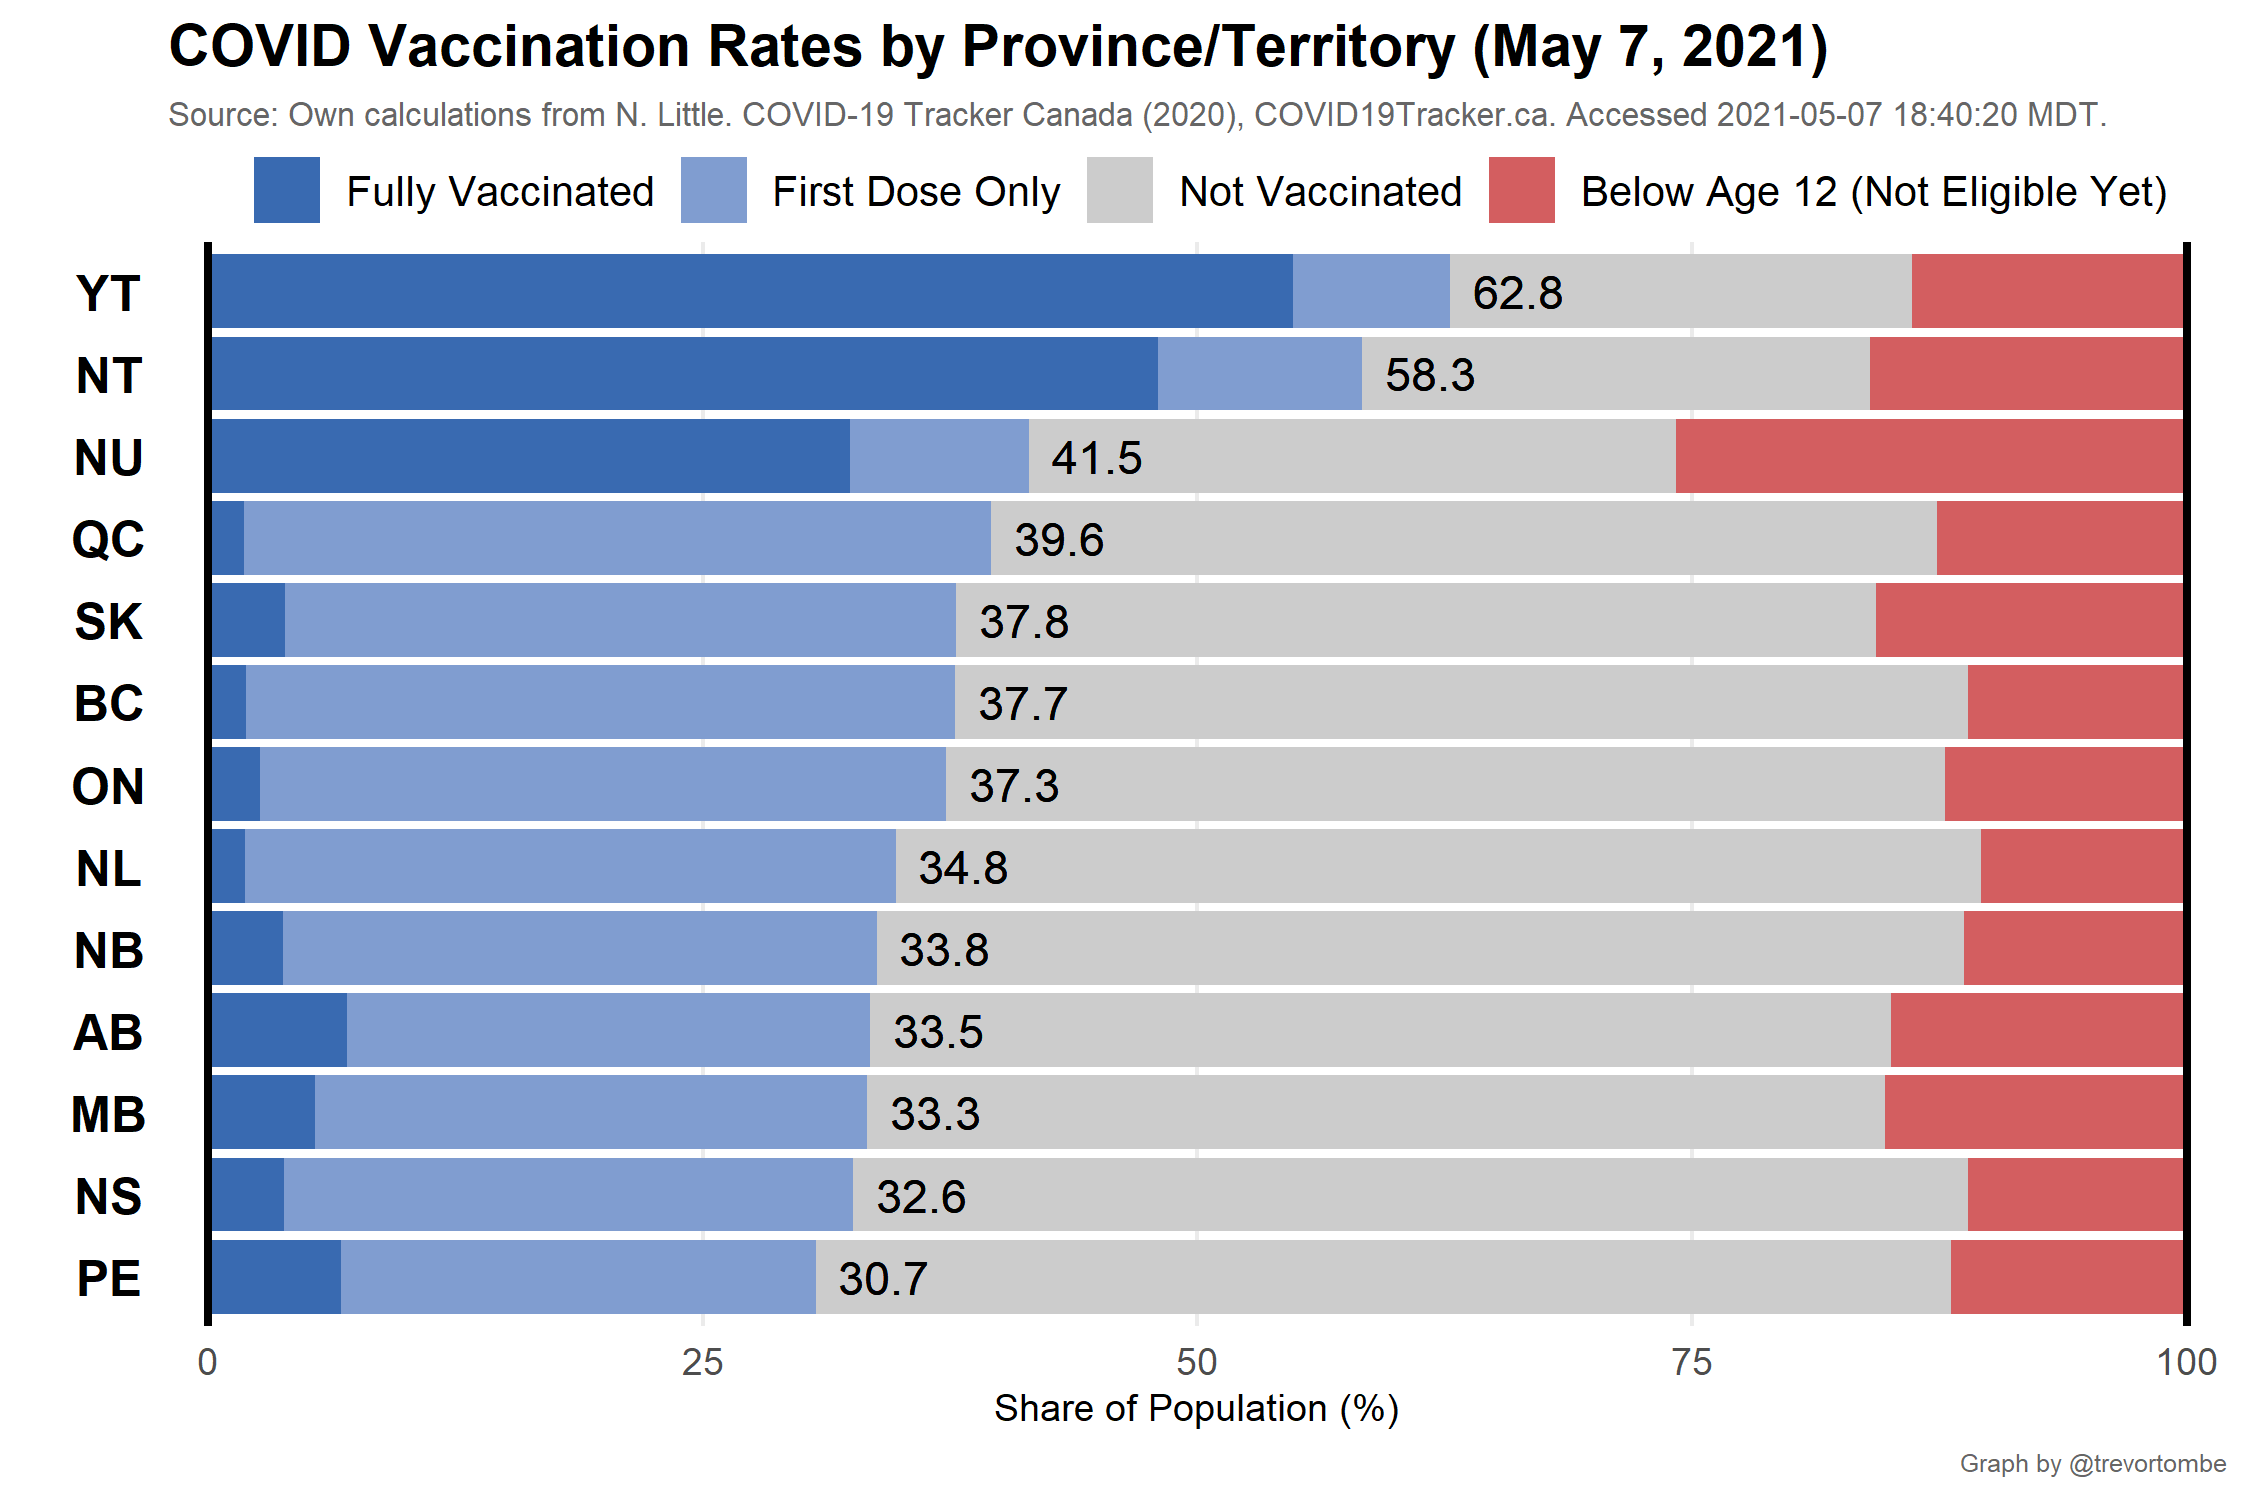 COVID Vaccination Rates by Province/Territory (May 7, 2021)
Source: Own calculations from N. Little. COVID-19 Tracker Canada (2020), COVID19Tracker.ca. Accessed 2021-05-07 18:40:20 MDT.
Fully Vaccinated First Dose Only Not Vaccinated Below Age 12 (Not Eligible Yet)
YT 62.8
NT 58.3
NU 41.5
QC 39.6
SK 37.8
BC 37.7
ON 37.3
NL 34.8
NB 33.8
AB 33.5
MB 33.3
NS 32.6
PE 30.7
0 25 50 75 100
Share of Population (%)
Graph by @trevortombe